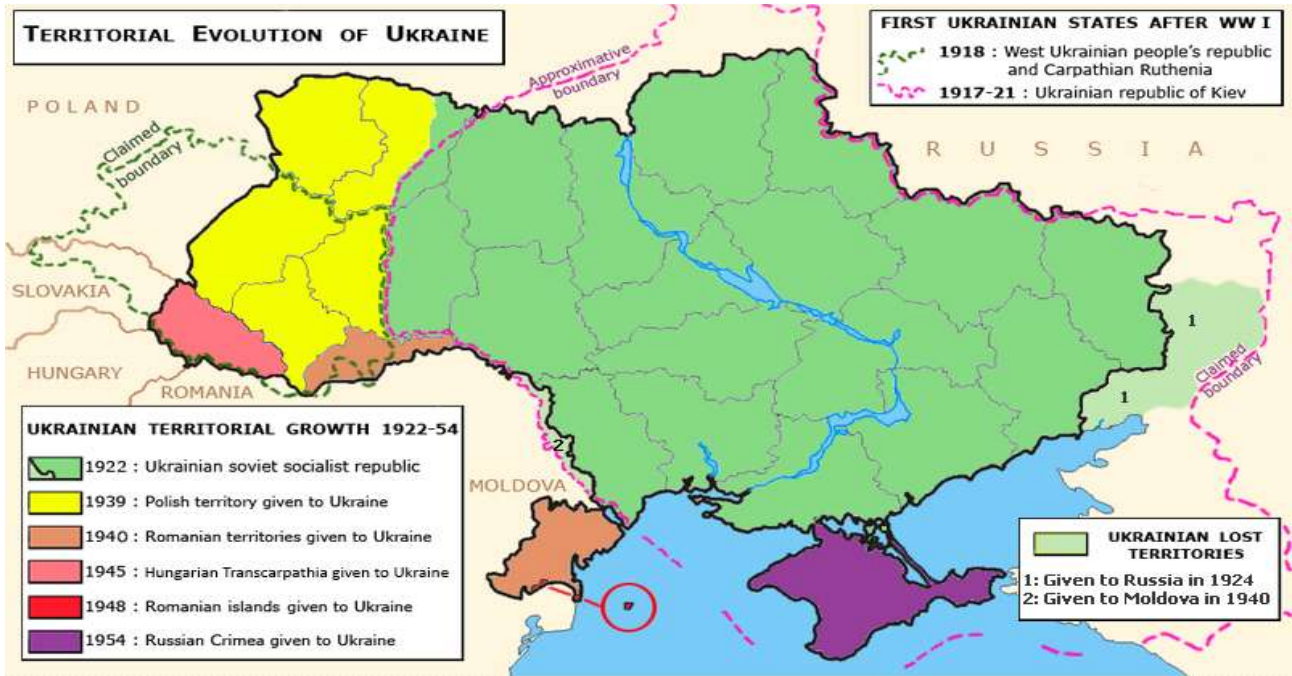 TERRITORIAL EVOLUTION OF UKRAINE
FIRST UKRAINIAN STATES AFTER WW I
1918 : West Ukrainian people's republic
and Carpathian Ruthenia
1917-21 : Ukrainian republic of Kiev
Approximative
boundary
POLAND
Claimed
boundary
RUSSIA
SLOVAKIA
HUNGARY
ROMANIA
1
1
Claimed
boundary
2
MOLDOVA
UKRAINIAN TERRITORIAL GROWTH 1922-54
1922 : Ukrainian soviet socialist republic
1939 : Polish territory given to Ukraine
1940 : Romanian territories given to Ukraine
1945 : Hungarian Transcarpathia given to Ukraine
1948 : Romanian islands given to Ukraine
1954 : Russian Crimea given to Ukraine
UKRAINIAN LOST
TERRITORIES
1: Given to Russia in 1924
2: Given to Moldova in 1940